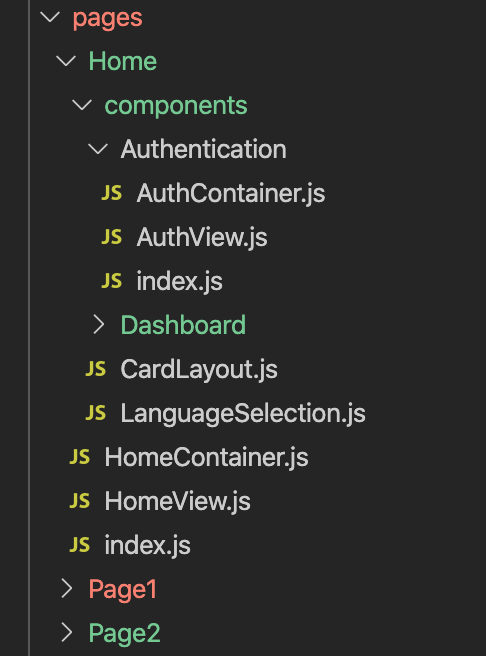 pages
Home
components
Authentication
JS AuthContainer.js
JS AuthView.js
JS index.js
Dashboard
JS CardLayout.js
JS LanguageSelection.js
JS HomeContainer.js
JS HomeView.js
JS index.js
Page1
Page2